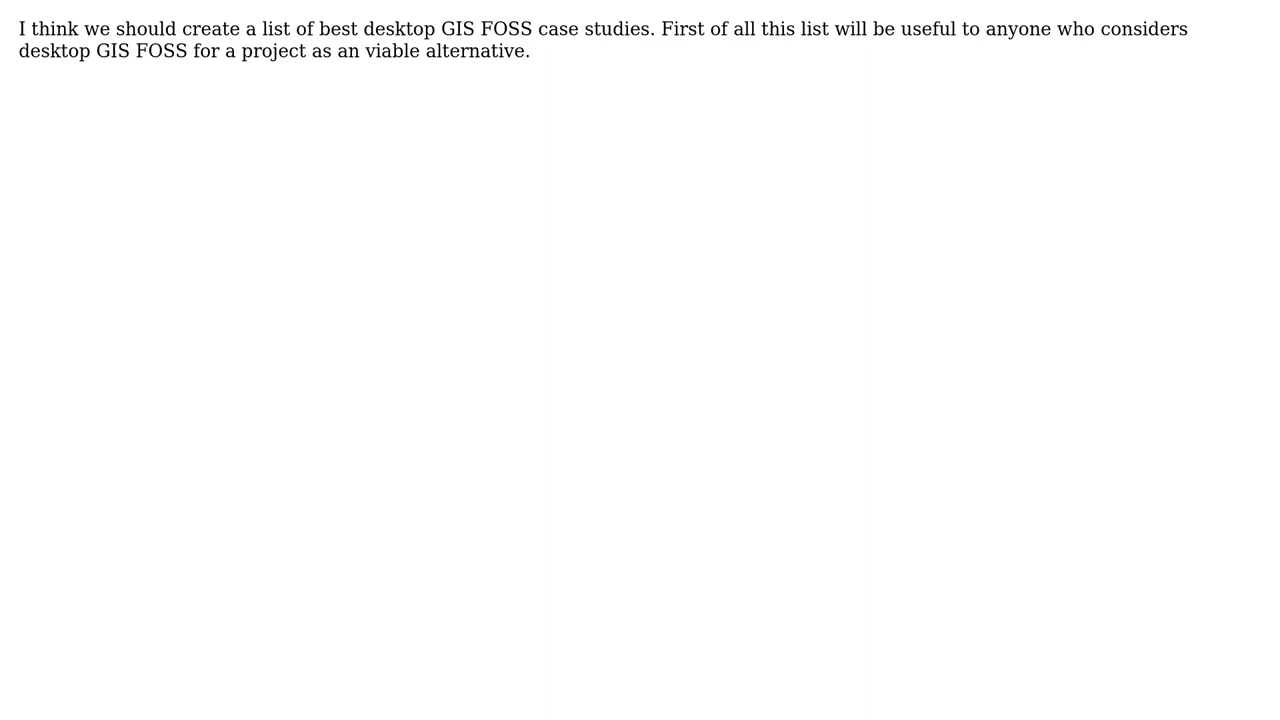 I think we should create a list of best desktop GIS FOSS case studies. First of all this list will be useful to anyone who considers
desktop GIS FOSS for a project as an viable alternative.